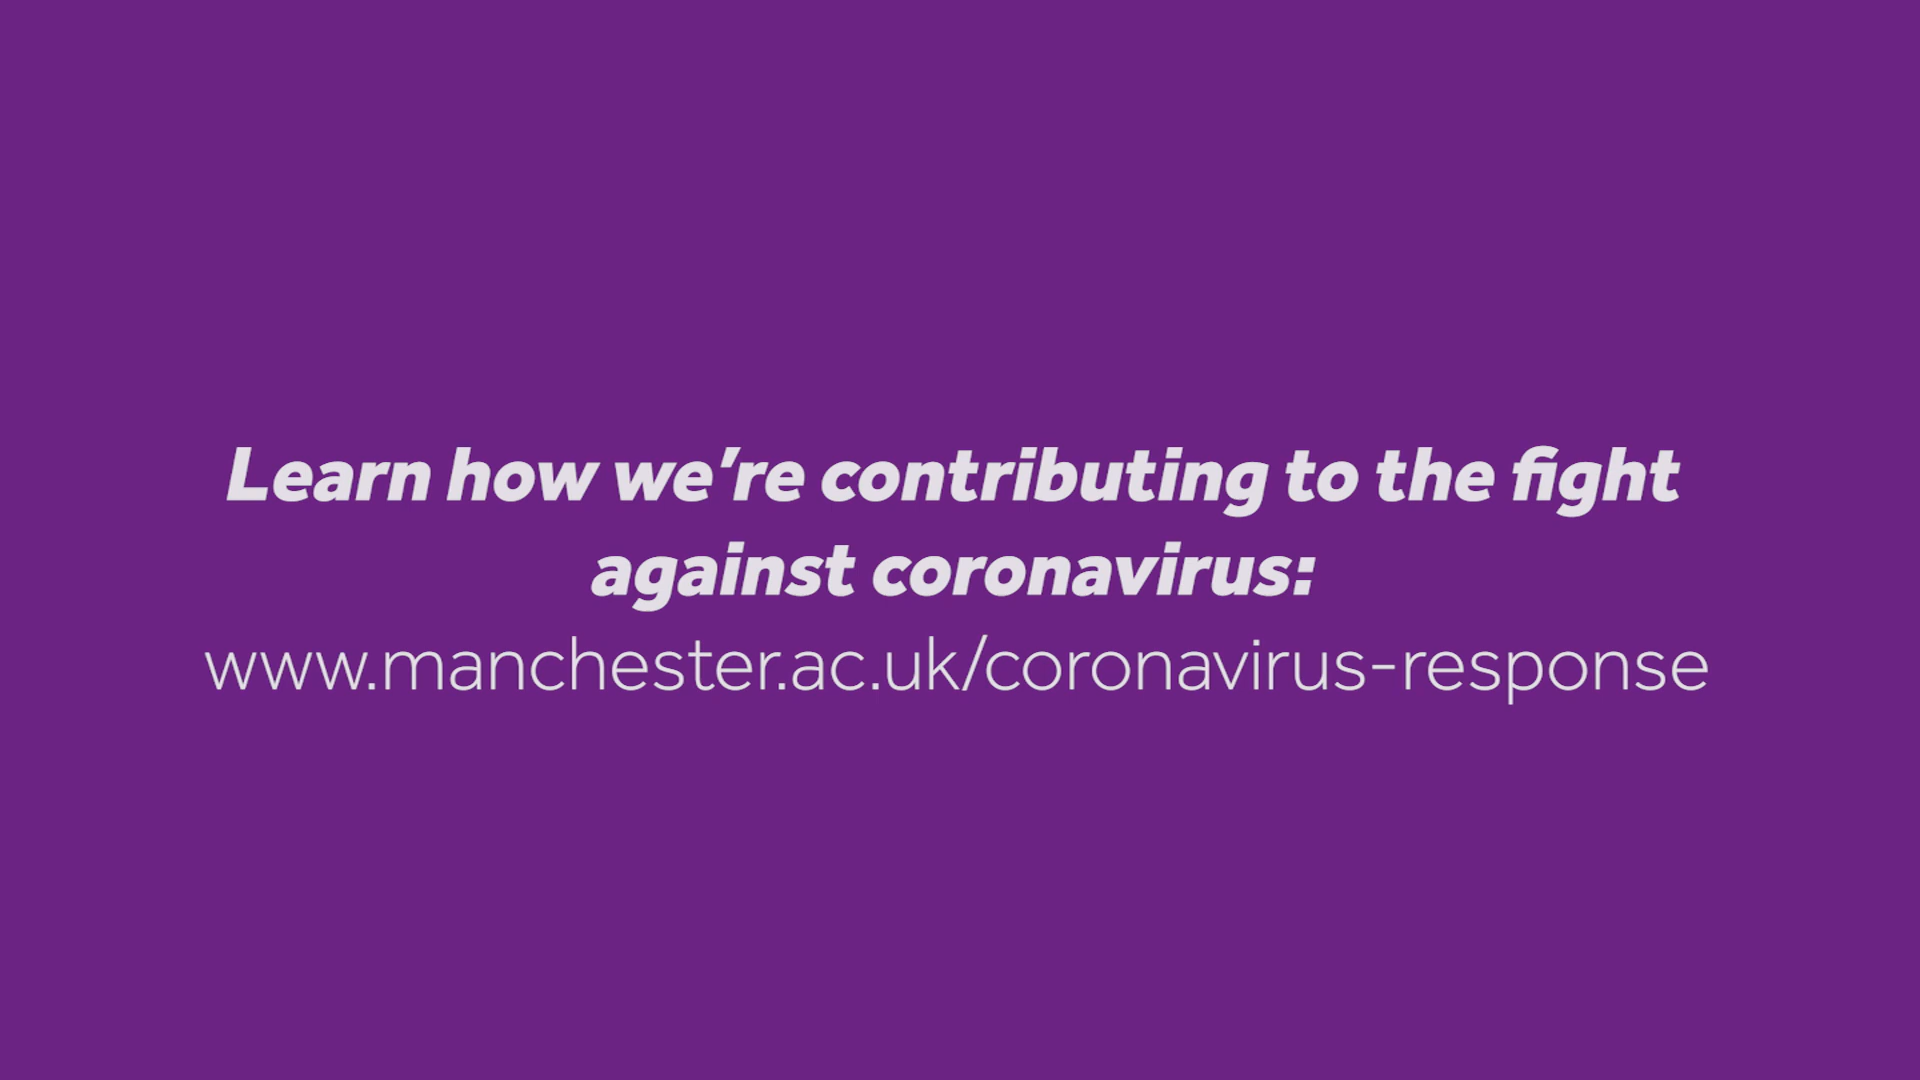 Learn how we’re contributing to the fight
against coronavirus:
www.manchester.ac.uk/coronavirus-response